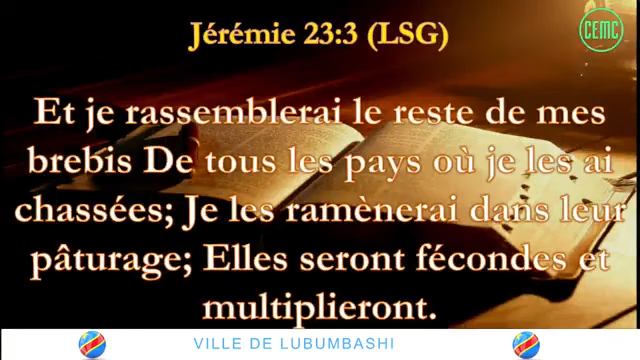 Jérémie 23:3 (LSG)
CEMC
Et je rassemblerai le reste de mes
brebis De tous les pays où je les ai
chassées; Je les ramènerai dans leur
pâturage; Elles seront fécondes et
multiplieront.
VILLE DE LUBUMBASHI